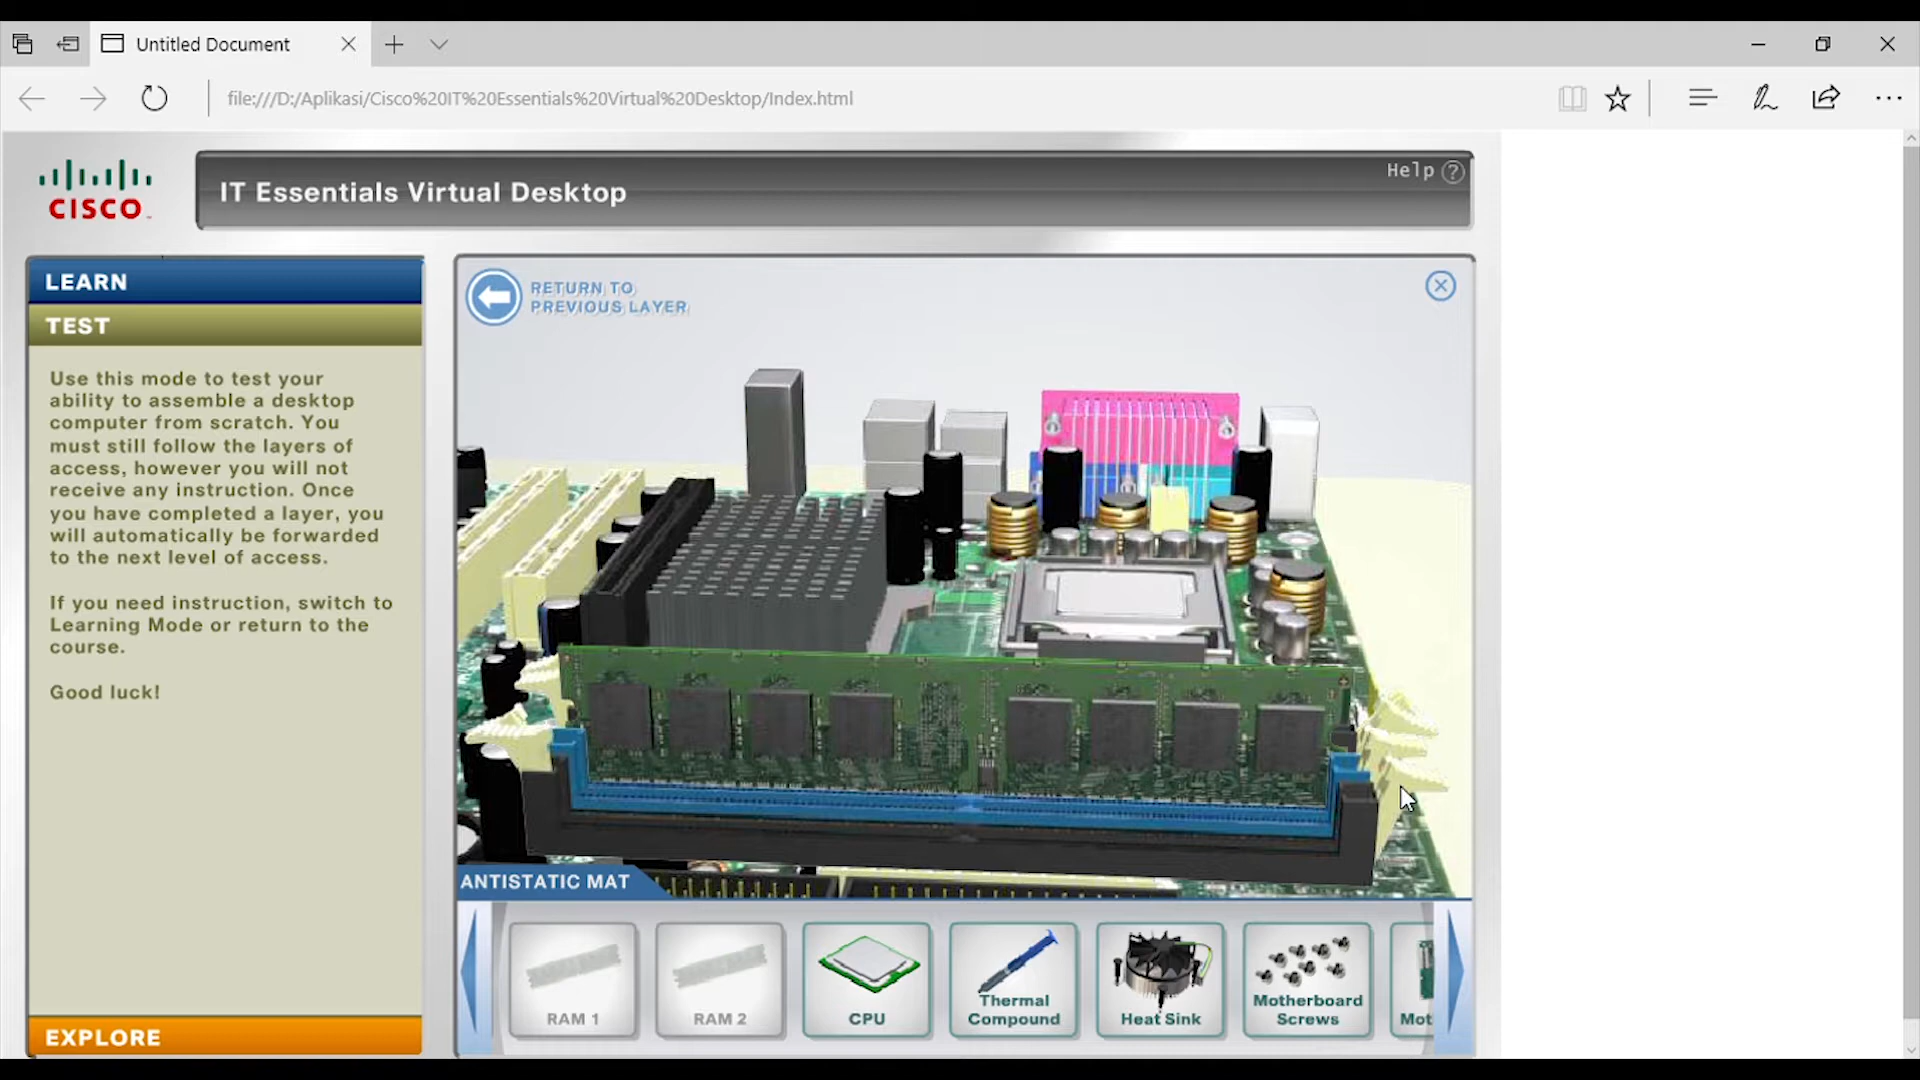 Untitled Document
file:///D:/Aplikasi/Cisco%20IT%20Essentials%20Virtual%20Desktop/Index.html
CISCO
IT Essentials Virtual Desktop
Help ?
LEARN
TEST
Use this mode to test your
ability to assemble a desktop
computer from scratch. You
must still follow the layers of
access, however you will not
receive any instruction. Once
you have completed a layer, you
will automatically be forwarded
to the next level of access.
If you need instruction, switch to
Learning Mode or return to the
course.
Good luck!
EXPLORE
RETURN TO
PREVIOUS LAYER
ANTISTATIC MAT
RAM 1
RAM 2
CPU
Thermal
Compound
Heat Sink
Motherboard
Screws
Mot